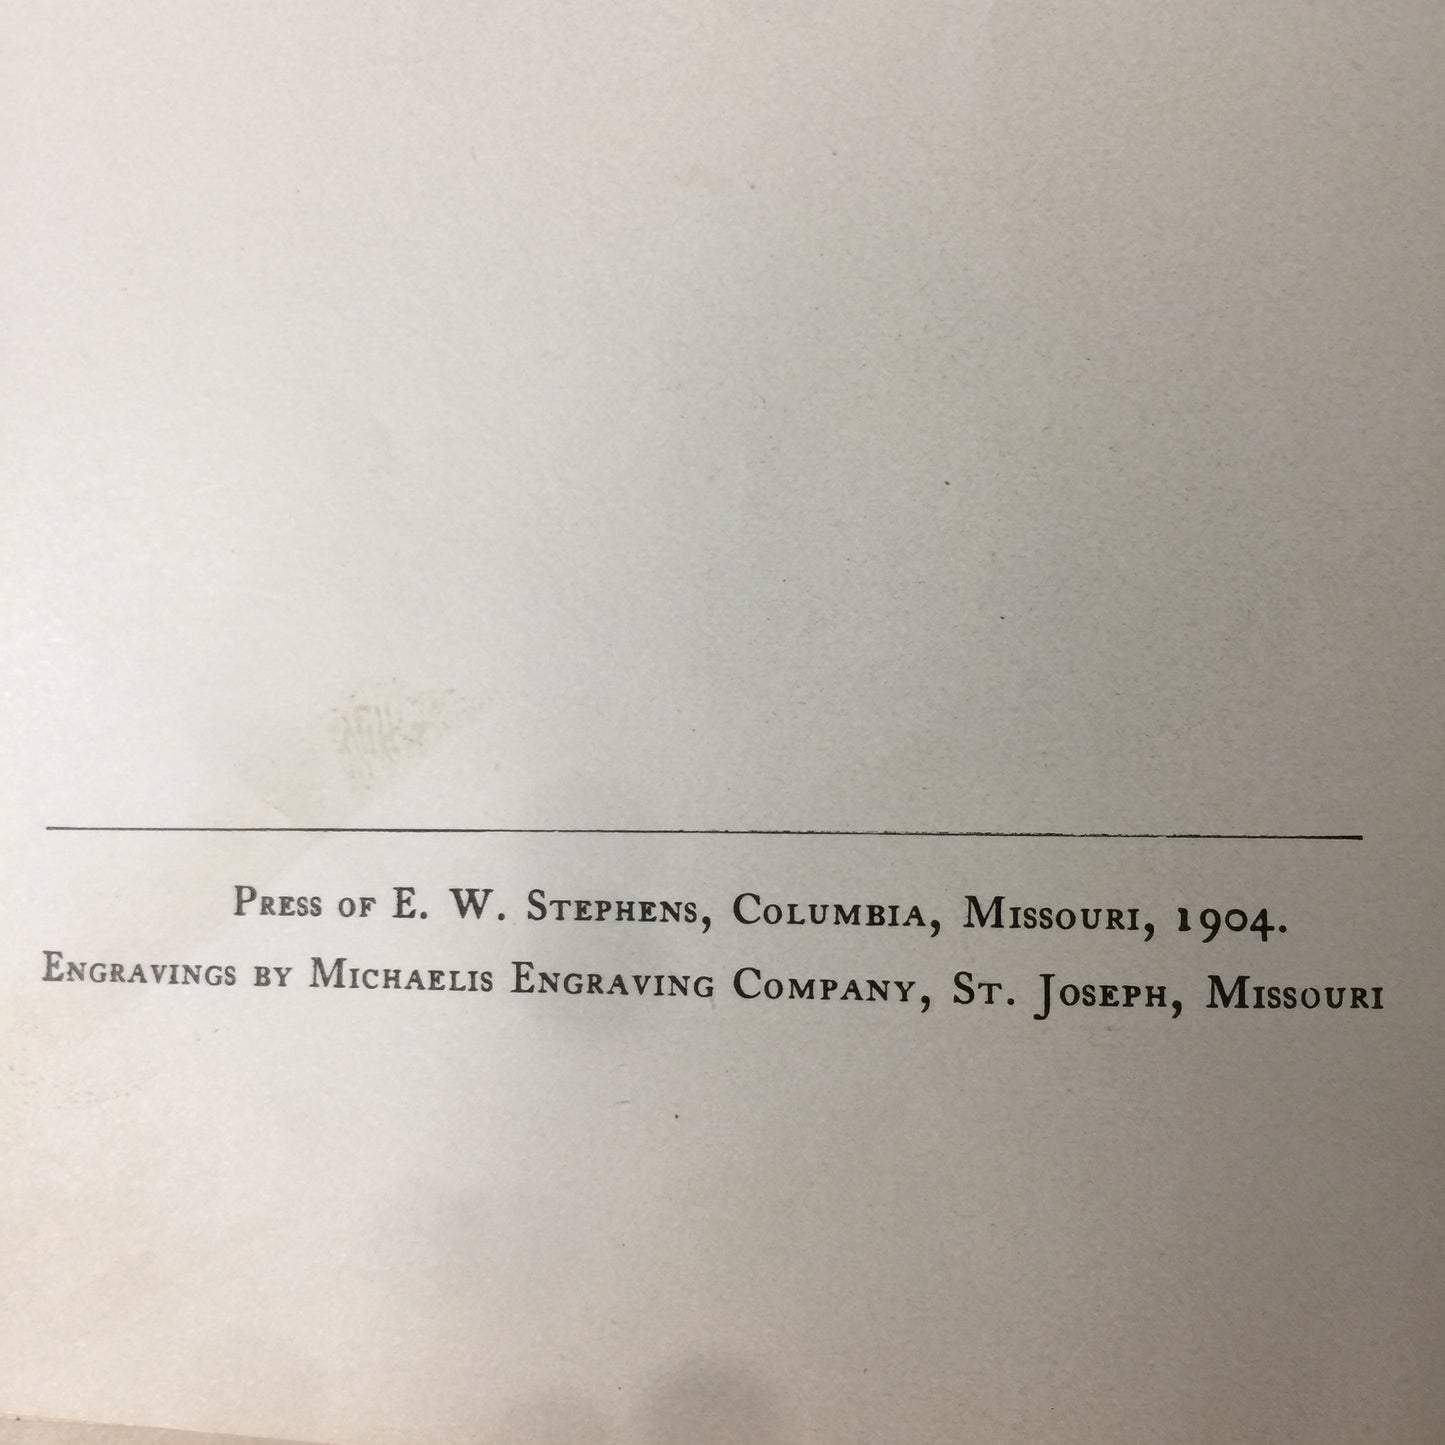 Press of E. W. Stephens, Columbia, Missouri, 1904.
Engravings by Michaelis Engraving Company, St. Joseph, Missouri